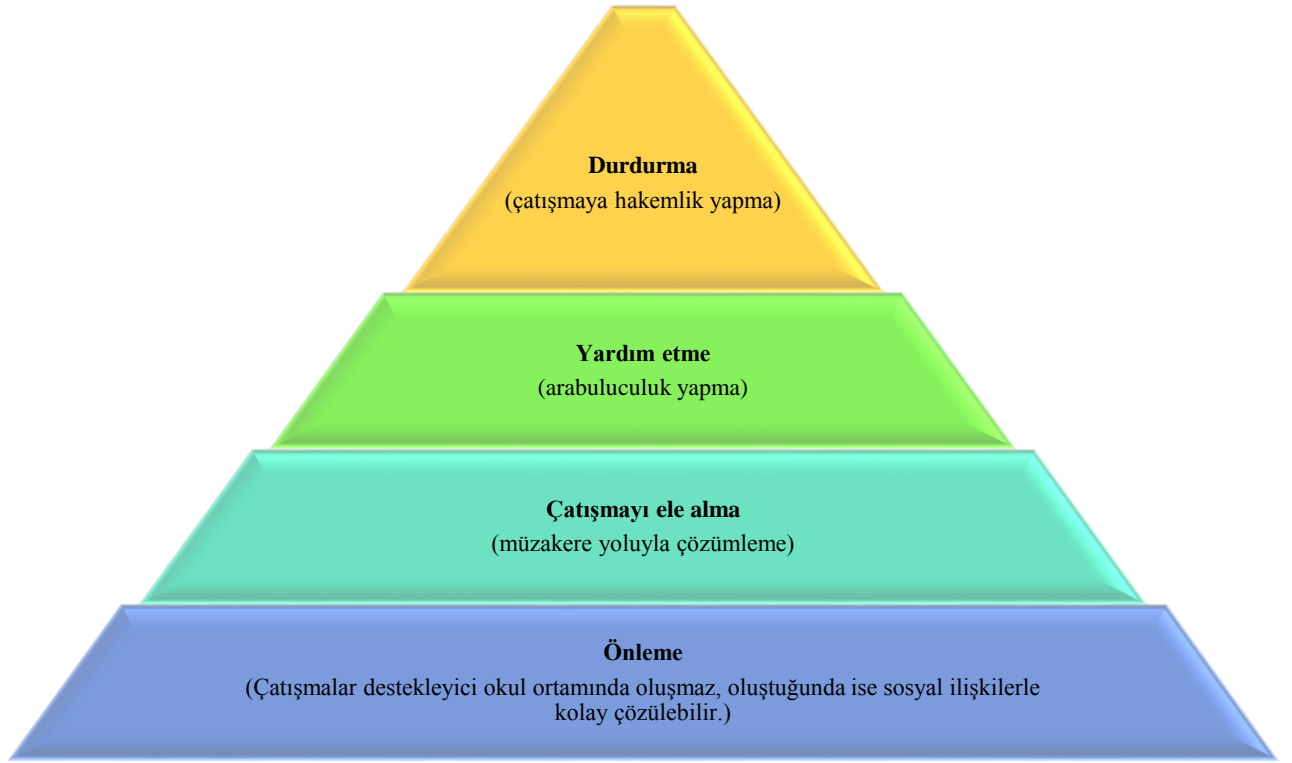 Durdurma
(çatışmaya hakemlik yapma)
Yardım etme
(arabuluculuk yapma)
Çatışmayı ele alma
(müzakere yoluyla çözümleme)
Önleme
(Çatışmalar destekleyici okul ortamında oluşmaz, oluştuğunda ise sosyal ilişkilerle
kolay çözülebilir.)